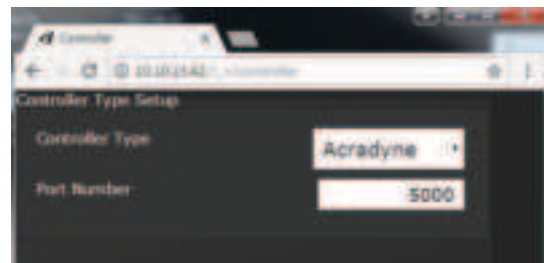 Controller
Controller Type Setup
Controller Type
Acradyne
Port Number
5000